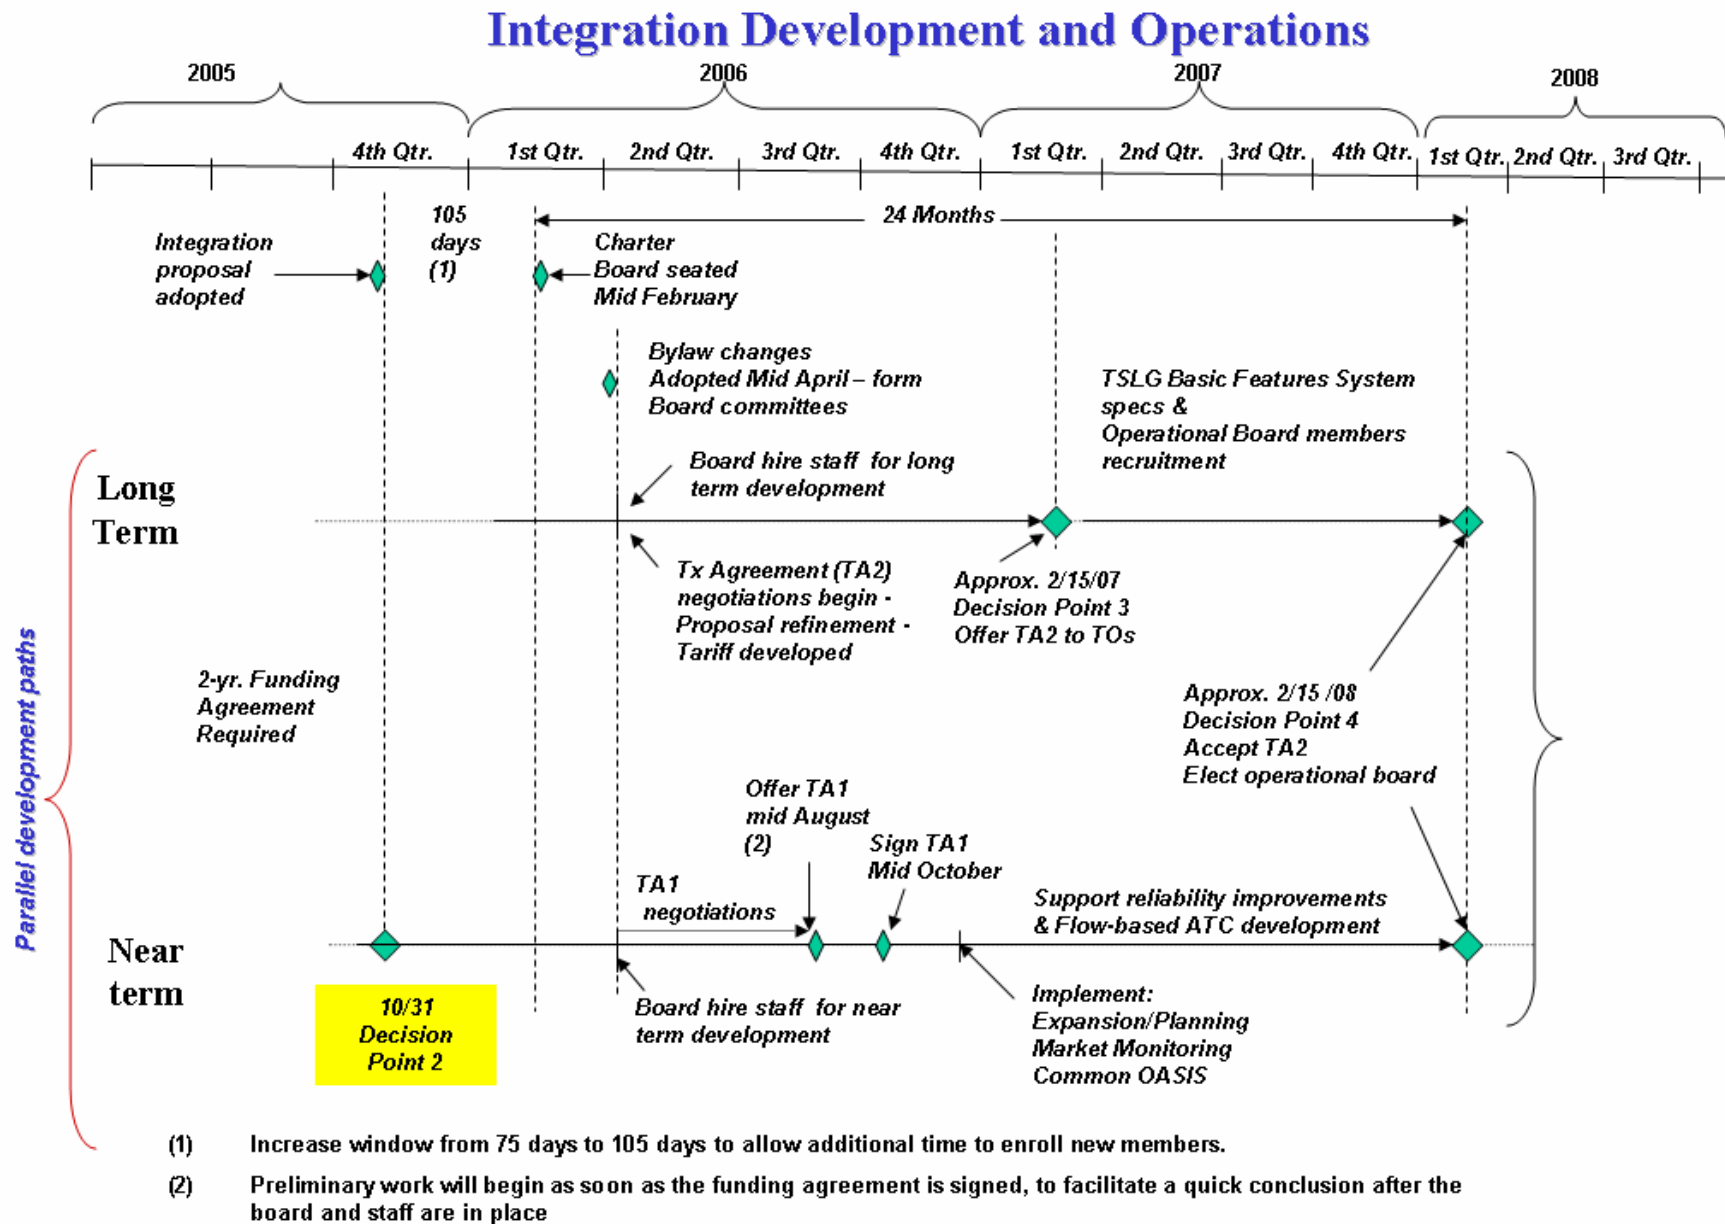 Integration Development and Operations
2005
2006
2007
2008
4th Qtr.
1st Qtr.
2nd Qtr.
3rd Qtr.
4th Qtr.
1st Qtr.
2nd Qtr.
3rd Qtr.
4th Qtr.
1st Qtr.
2nd Qtr.
3rd Qtr.
105
days
(1)
24 Months
Integration
proposal
adopted
Charter
Board seated
Mid February
Bylaw changes
Adopted Mid April – form
Board committees
TSLG Basic Features System
specs &
Operational Board members
recruitment
Board hire staff for long
term development
Long
Term
Tx Agreement (TA2)
negotiations begin -
Proposal refinement -
Tariff developed
Approx. 2/15/07
Decision Point 3
Offer TA2 to TOs
Parallel development paths
2-yr. Funding
Agreement
Required
Approx. 2/15 /08
Decision Point 4
Accept TA2
Elect operational board
Offer TA1
mid August
(2)
Sign TA1
Mid October
TA1
negotiations
Support reliability improvements
& Flow-based ATC development
Near
term
10/31
Decision
Point 2
Board hire staff for near
term development
Implement:
Expansion/Planning
Market Monitoring
Common OASIS
(1) Increase window from 75 days to 105 days to allow additional time to enroll new members.
(2) Preliminary work will begin as soon as the funding agreement is signed, to facilitate a quick conclusion after the
board and staff are in place